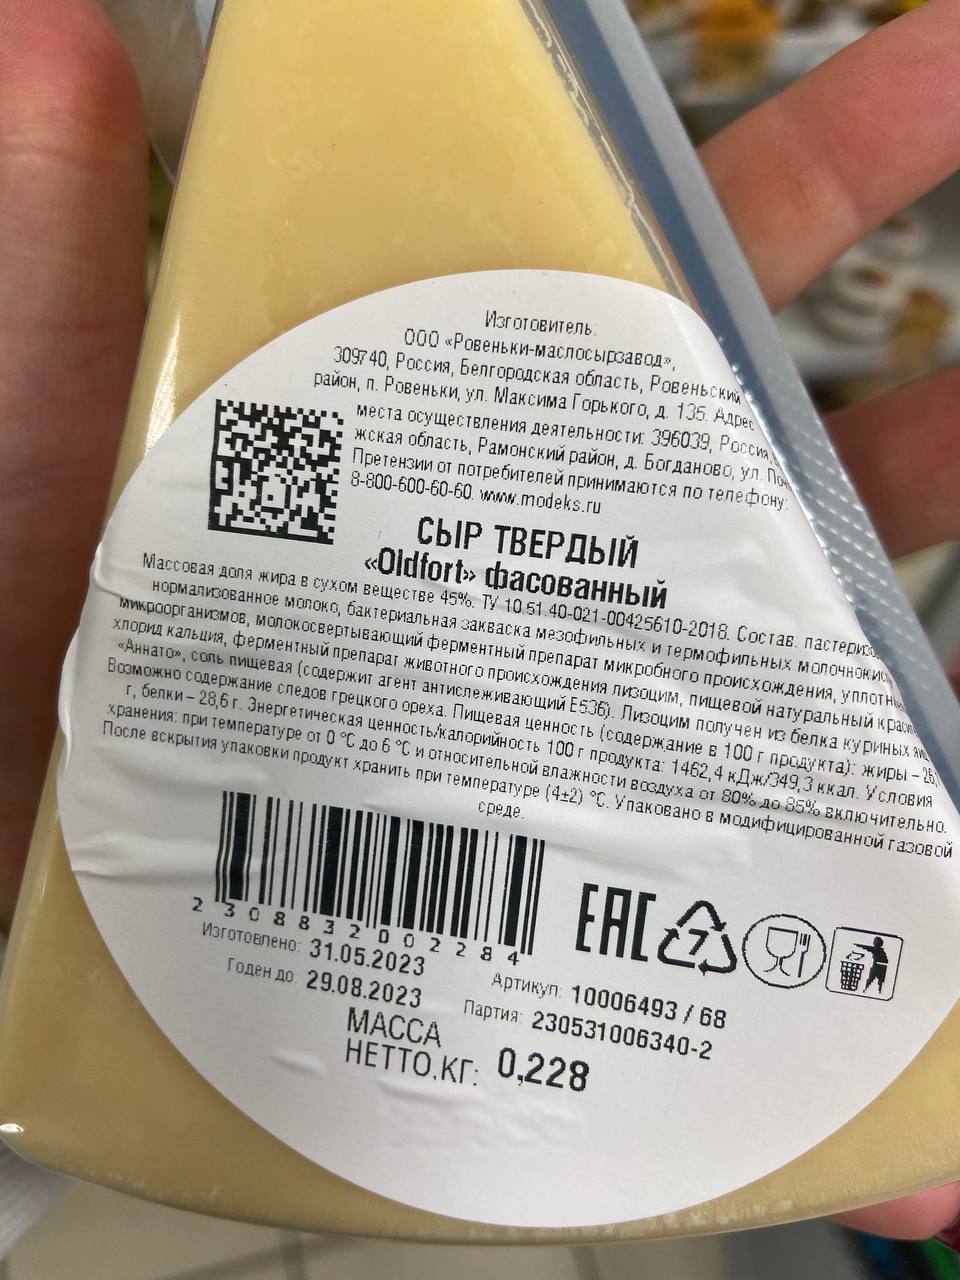 Изготовитель:
ООО «Ровеньки-маслосырзавод»,
309740, Россия, Белгородская область, Ровеньский
район, п. Ровеньки, ул. Максима Горького, д. 135. Адрес
места осуществления деятельности: 396039, Россия,
жская область, Рамонский район, д. Богданово, ул.
Претензии от потребителей принимаются по телефону:
8-800-600-60-60. www.modeks.ru
СЫР ТВЕРДЫЙ
«Oldfort» фасованный
Массовая доля жира в сухом веществе 45%. ТУ 10.51.40-021-00425610-2018. Состав:
нормализованное молоко, бактериальная закваска мезофильных и термофильных
микроорганизмов, молокосвертывающий ферментный препарат микробного происхождения,
хлорид кальция, ферментный препарат животного происхождения лизоцим, пищевой натуральный
«Аннато», соль пищевая (содержит агент антислеживающий Е536). Лизоцим получен из белка куриных
Возможно содержание следов грецкого ореха. Пищевая ценность (содержание в 100 г продукта): жиры –
г, белки – 28,6 г. Энергетическая ценность/калорийность 100 г продукта: 1462,4 кДж/349,3 ккал. Условия
хранения: при температуре от 0 °С до 6 °С и относительной влажности воздуха от 80% до 85% включительно.
После вскрытия упаковки продукт хранить при температуре (4±2) °С. Упаковано в модифицированной газовой
среде.
2308832002284
EAC
7
Изготовлено: 31.05.2023
Годен до: 29.08.2023
Артикул: 10006493 / 68
Партия: 230531006340-2
МАССА
НЕТТО,КГ: 0,228